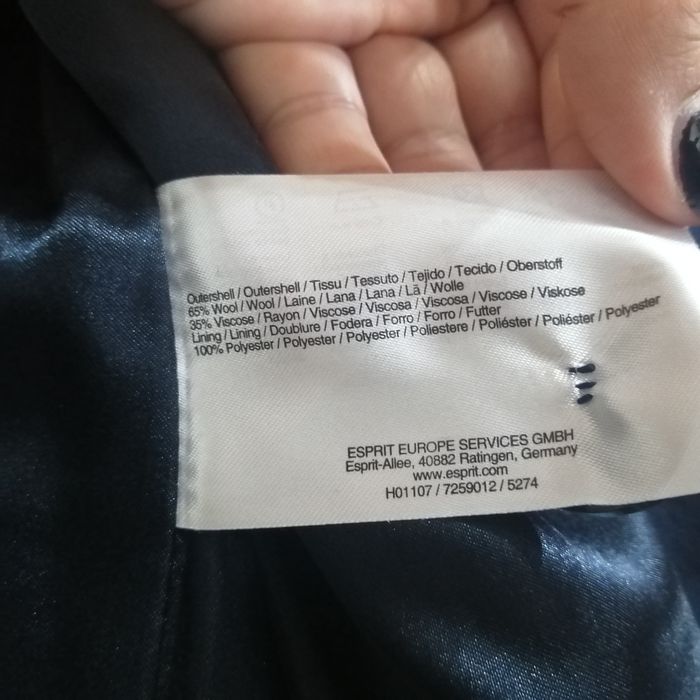 Outershell / Outershell / Tissu / Tessuto / Tejido / Tecido / Oberstoff
65% Wool / Wool / Laine / Lana / Lana / Lã / Wolle
35% Viscose / Rayon / Viscose / Viscosa / Viscosa / Viscose / Viskose
Lining / Lining / Doublure / Fodera / Forro / Forro / Futter
100% Polyester / Polyester / Polyester / Poliestere / Poliéster / Poliéster / Polyester
ESPRIT EUROPE SERVICES GMBH
Esprit-Allee, 40882 Ratingen, Germany
www.esprit.com
H01107 / 7259012 / 5274